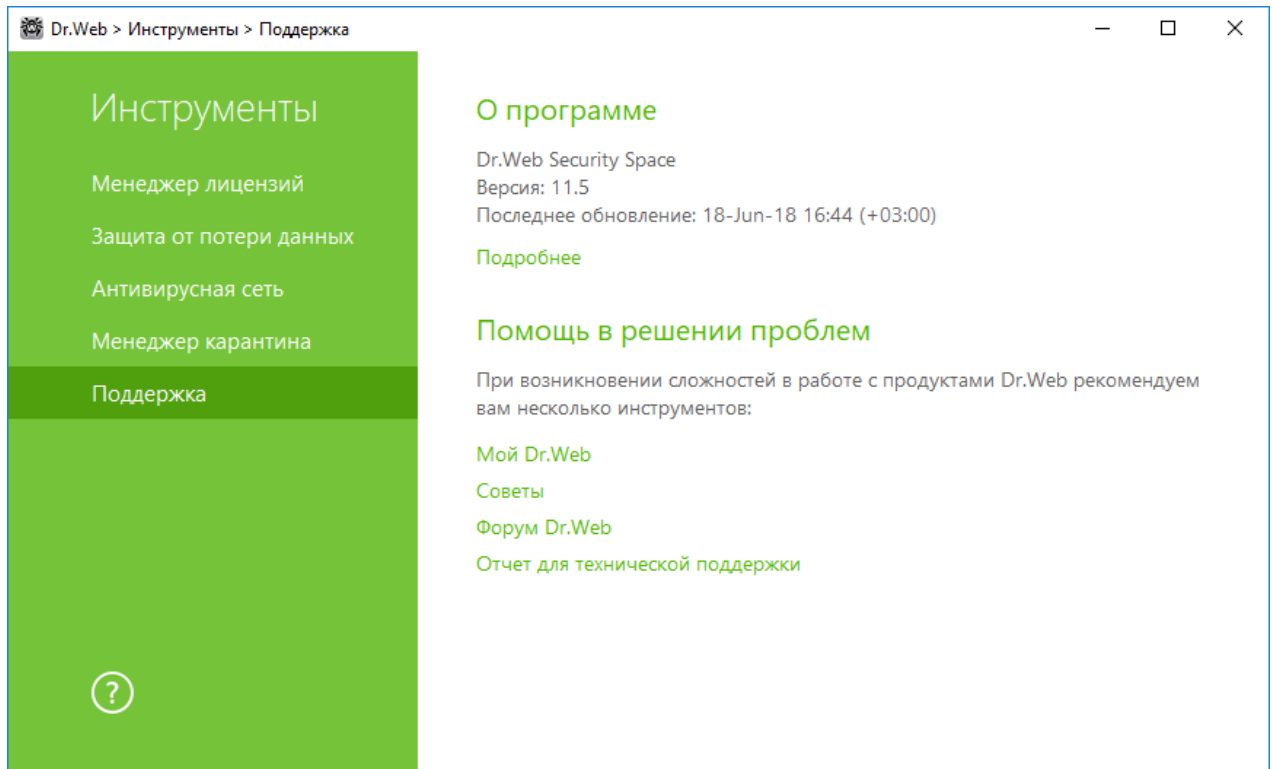 Dr.Web > Инструменты > Поддержка
Инструменты
Менеджер лицензий
Защита от потери данных
Антивирусная сеть
Менеджер карантина
Поддержка
?
О программе
Dr.Web Security Space
Версия: 11.5
Последнее обновление: 18-Jun-18 16:44 (+03:00)
Подробнее
Помощь в решении проблем
При возникновении сложностей в работе с продуктами Dr.Web рекомендуем
вам несколько инструментов:
Мой Dr.Web
Советы
Форум Dr.Web
Отчет для технической поддержки